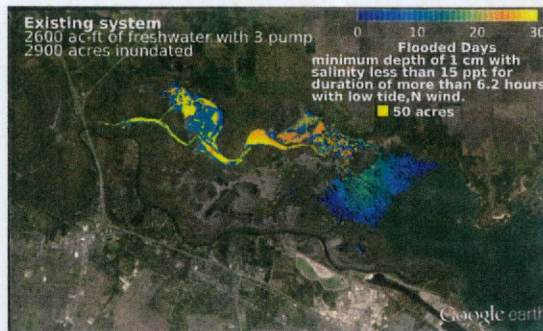 Existing system
2600 ac-ft of freshwater with 3 pump
2900 acres inundated
0 10 20 30
Flooded Days
minimum depth of 1 cm with
salinity less than 15 ppt for
duration of more than 6.2 hours
with low tide,N wind.
50 acres
Google earth